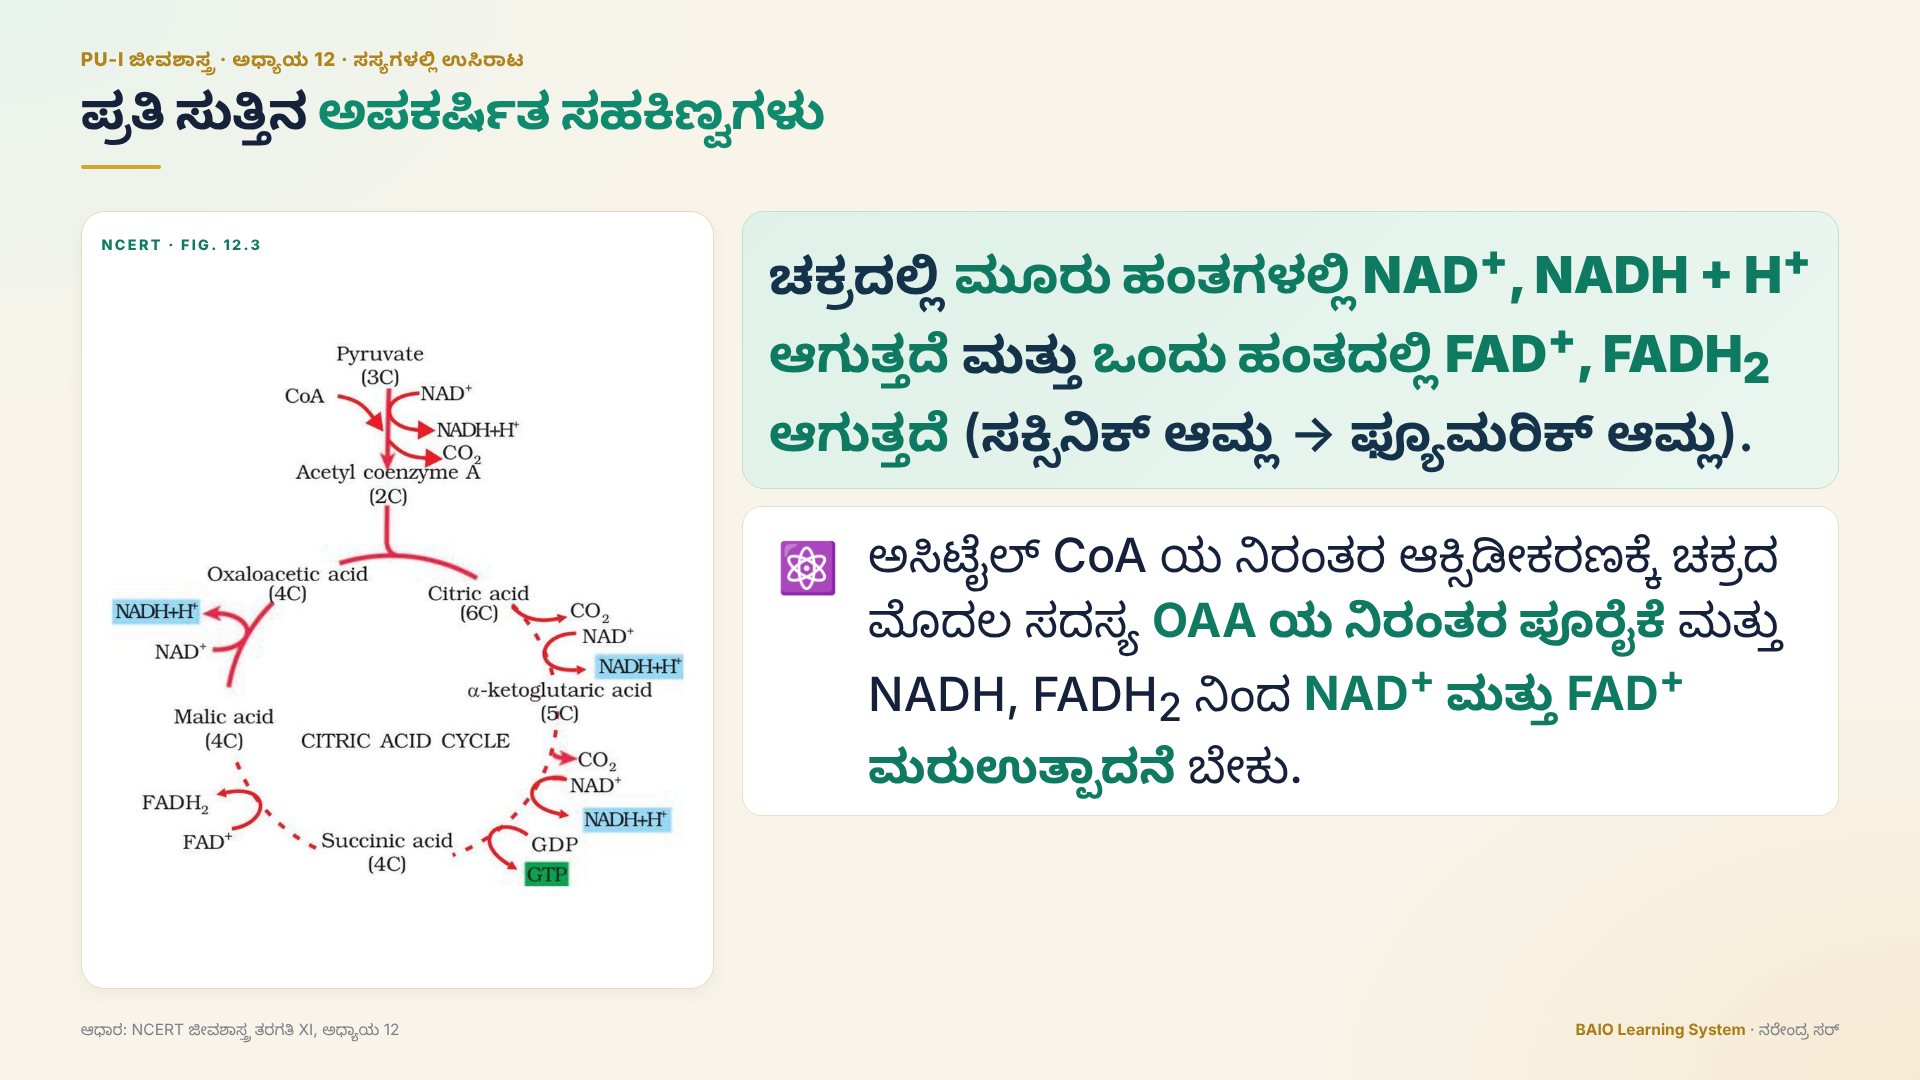 PU-I ಜೀವಶಾಸ್ತ್ರ · ಅಧ್ಯಾಯ 12 · ಸಸ್ಯಗಳಲ್ಲಿ ಉಸಿರಾಟ
ಪ್ರತಿ ಸುತ್ತಿನ ಅಪಕರ್ಷಿತ ಸಹಕಿಣ್ವಗಳು
NCERT · FIG. 12.3
Pyruvate
(3C)
CoA
NAD⁺
NADH+H⁺
CO₂
Acetyl coenzyme A
(2C)
Oxaloacetic acid
(4C)
Citric acid
(6C)
CO₂
NADH+H⁺
NAD⁺
NAD⁺
NADH+H⁺
α-ketoglutaric acid
(5C)
Malic acid
(4C)
CITRIC ACID CYCLE
CO₂
NAD⁺
NADH+H⁺
FADH₂
FAD⁺
Succinic acid
(4C)
GDP
GTP
ಚಕ್ರದಲ್ಲಿ ಮೂರು ಹಂತಗಳಲ್ಲಿ NAD⁺, NADH + H⁺
ಆಗುತ್ತದೆ ಮತ್ತು ಒಂದು ಹಂತದಲ್ಲಿ FAD⁺, FADH₂
ಆಗುತ್ತದೆ (ಸಕ್ಸಿನಿಕ್ ಆಮ್ಲ → ಫ್ಯೂಮರಿಕ್ ಆಮ್ಲ).
ಅಸಿಟೈಲ್ CoA ಯ ನಿರಂತರ ಆಕ್ಸಿಡೀಕರಣಕ್ಕೆ ಚಕ್ರದ
ಮೊದಲ ಸದಸ್ಯ OAA ಯ ನಿರಂತರ ಪೂರೈಕೆ ಮತ್ತು
NADH, FADH₂ ನಿಂದ NAD⁺ ಮತ್ತು FAD⁺
ಮರುಉತ್ಪಾದನೆ ಬೇಕು.
ಆಧಾರ: NCERT ಜೀವಶಾಸ್ತ್ರ ತರಗತಿ XI, ಅಧ್ಯಾಯ 12
BAIO Learning System · ನರೇಂದ್ರ ಸರ್